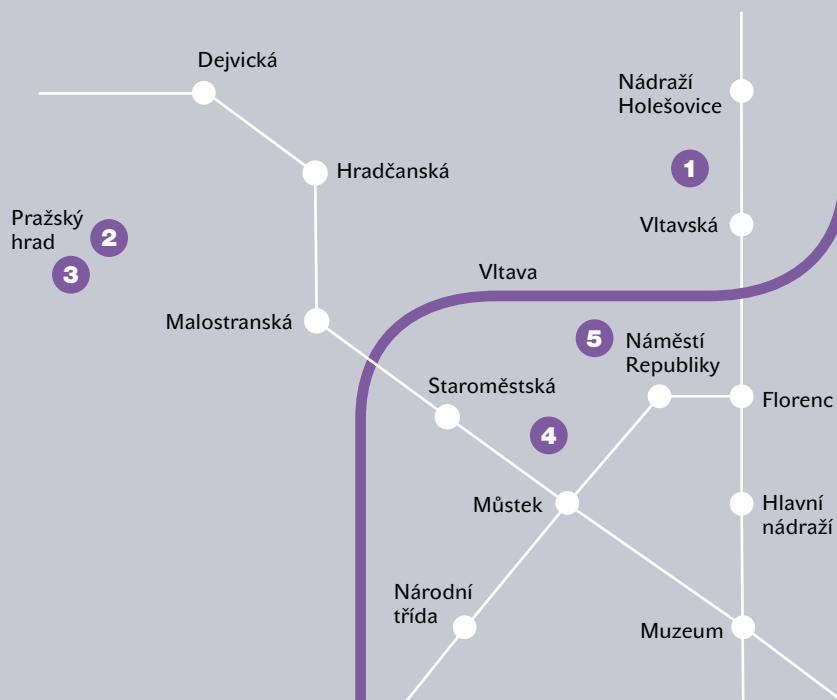 Dejvická
Nádraží
Holešovice
1
Hradčanská
Pražský
hrad
2
3
Vltavská
Vltava
Malostranská
5
Náměstí
Republiky
Staroměstská
Florenc
4
Můstek
Hlavní
nádraží
Národní
třída
Muzeum